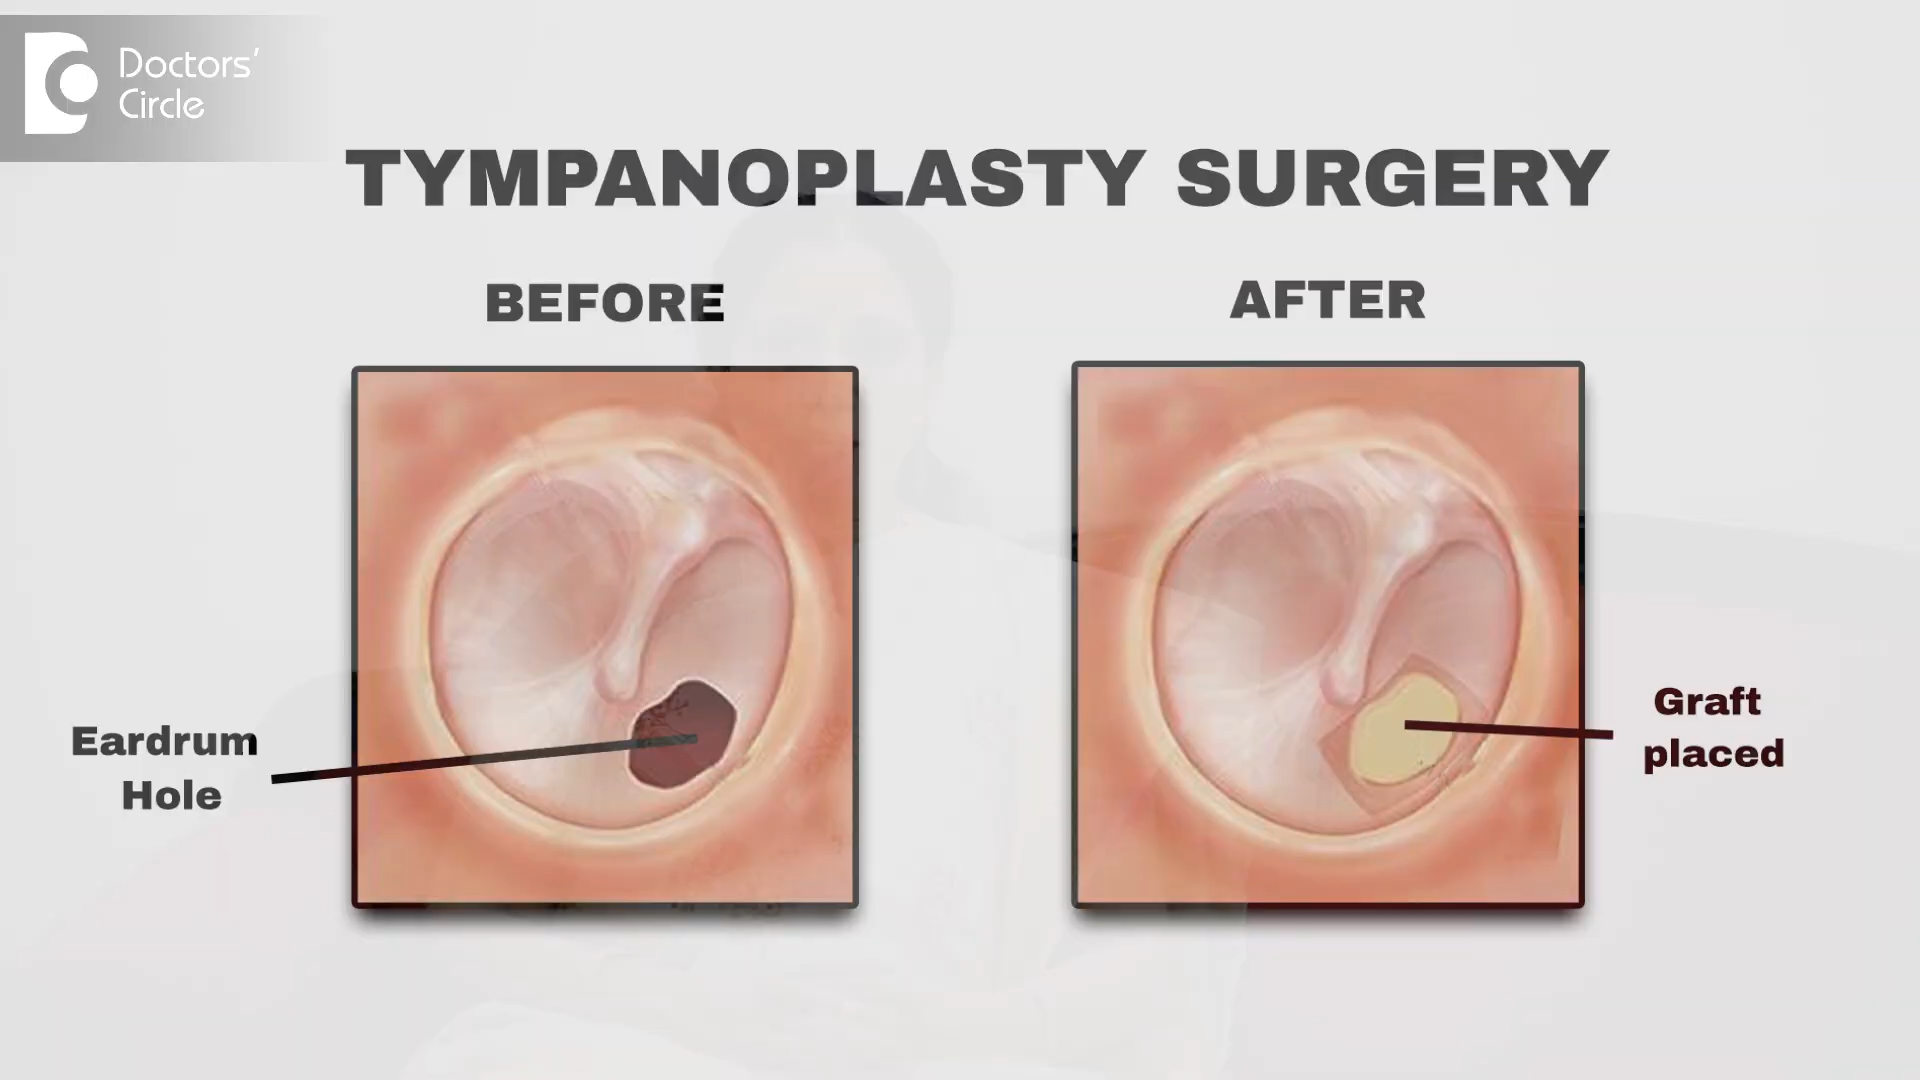 Doctors'
Circle
TYMPANOPLASTY SURGERY
BEFORE
AFTER
Eardrum
Hole
Graft
placed